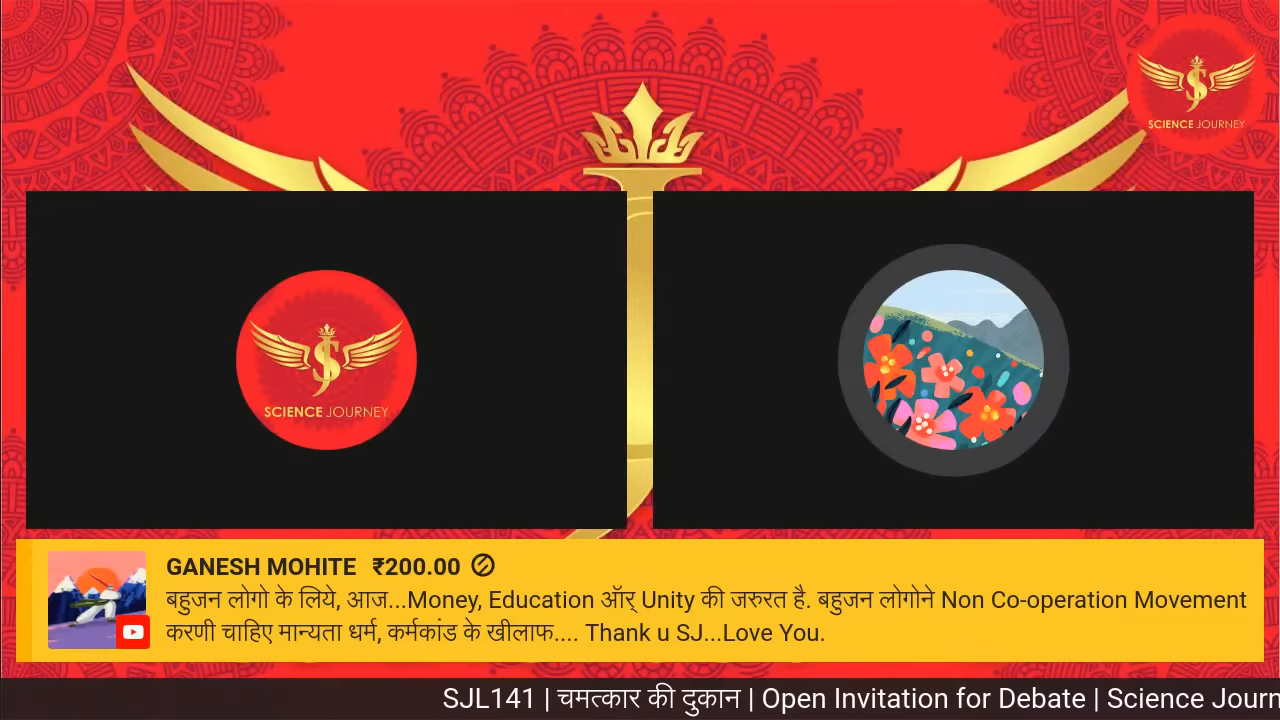 SCIENCE JOURNEY
SCIENCE JOURNEY
GANESH MOHITE ₹200.00
बहुजन लोगो के लिये, आज...Money, Education ऑर् Unity की जरुरत है. बहुजन लोगोने Non Co-operation Movement
करणी चाहिए मान्यता धर्म, कर्मकांड के खीलाफ.... Thank u SJ...Love You.
SJL141 | चमत्कार की दुकान | Open Invitation for Debate | Science Journ